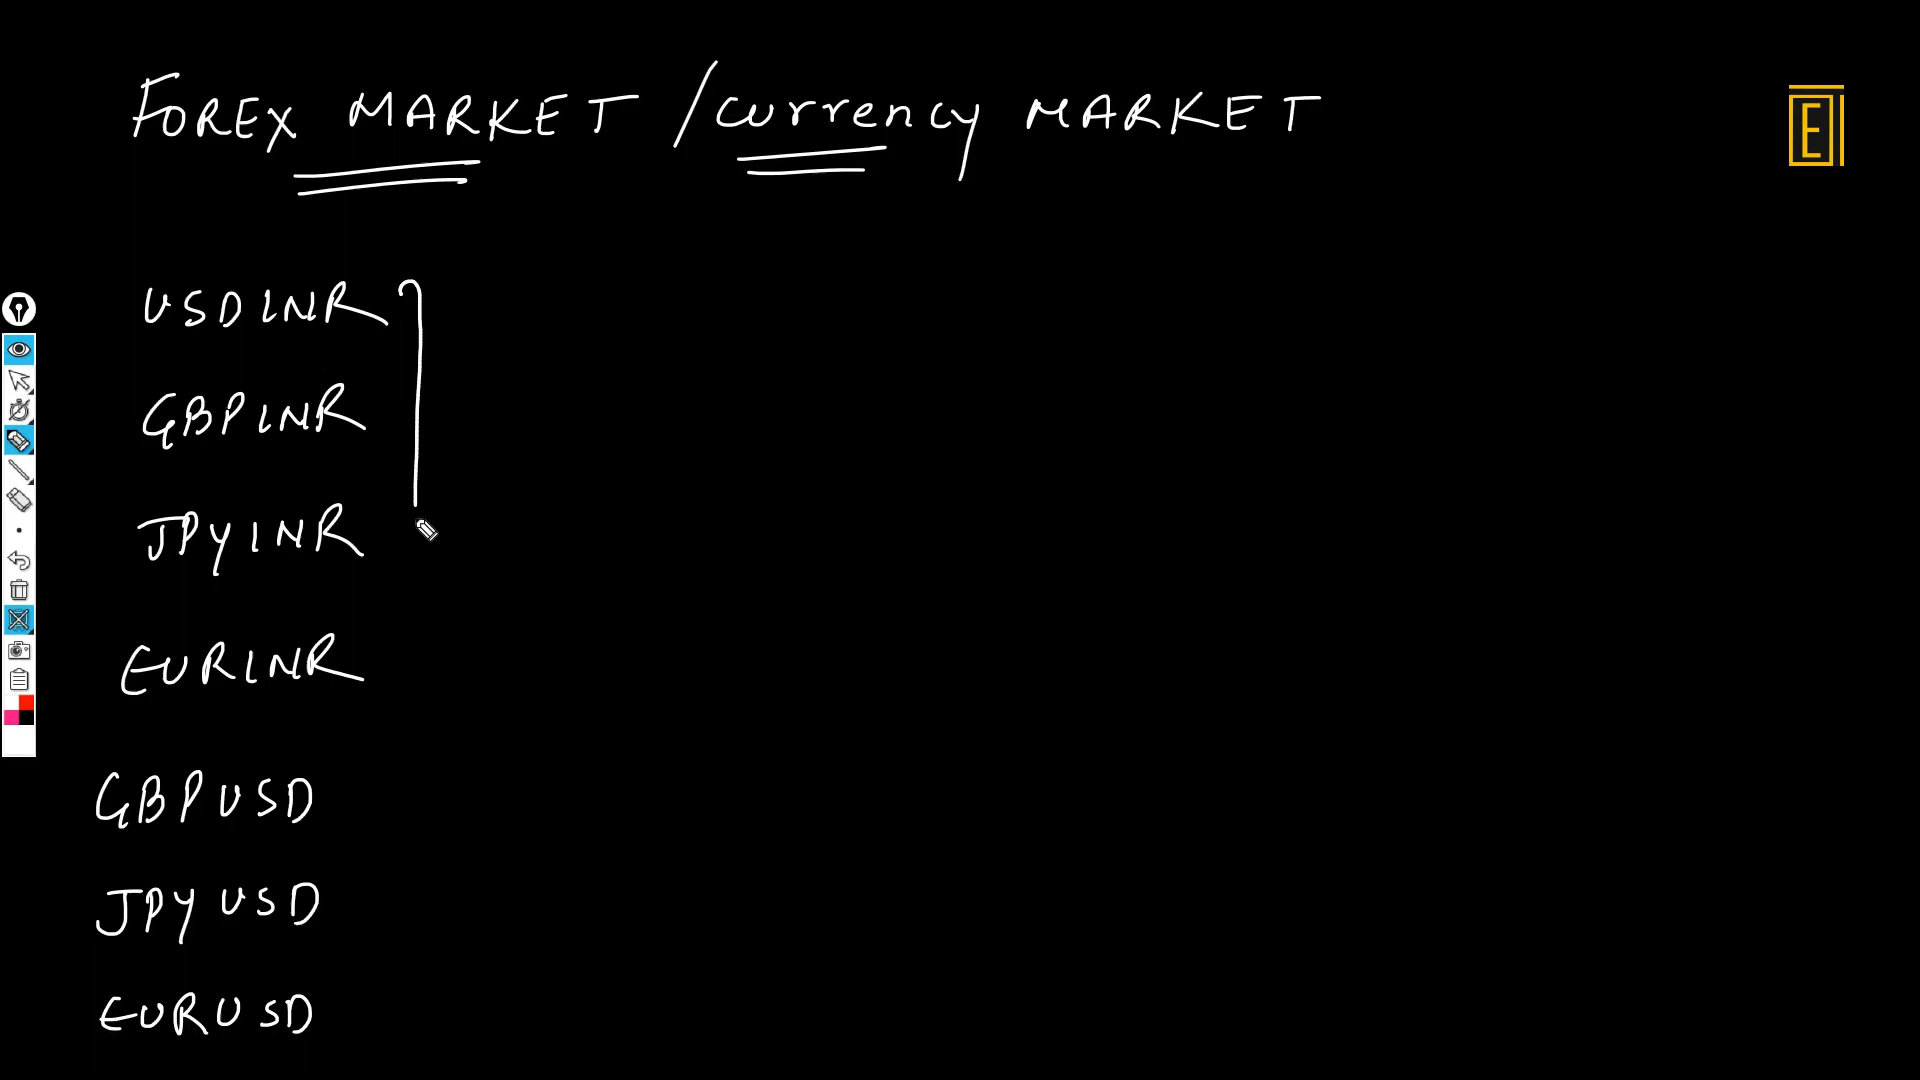 FOREX MARKET / currency MARKET
E
USDINR
GBPINR
JPYINR
EURINR
GBPUSD
JPYUSD
EURUSD